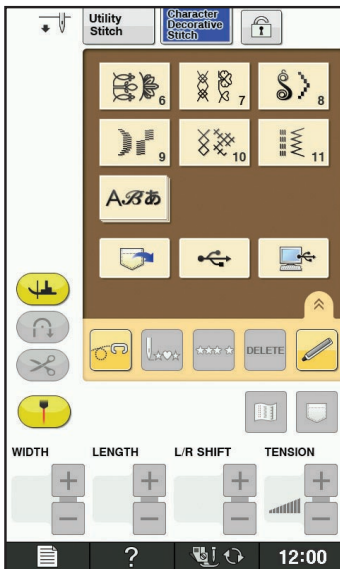 Utility
Stitch
Character
Decorative
Stitch
6
7
8
9
10
11
Aℬあ
DELETE
WIDTH
LENGTH
L/R SHIFT
TENSION
+
+
+
+
−
−
−
−
?
12:00